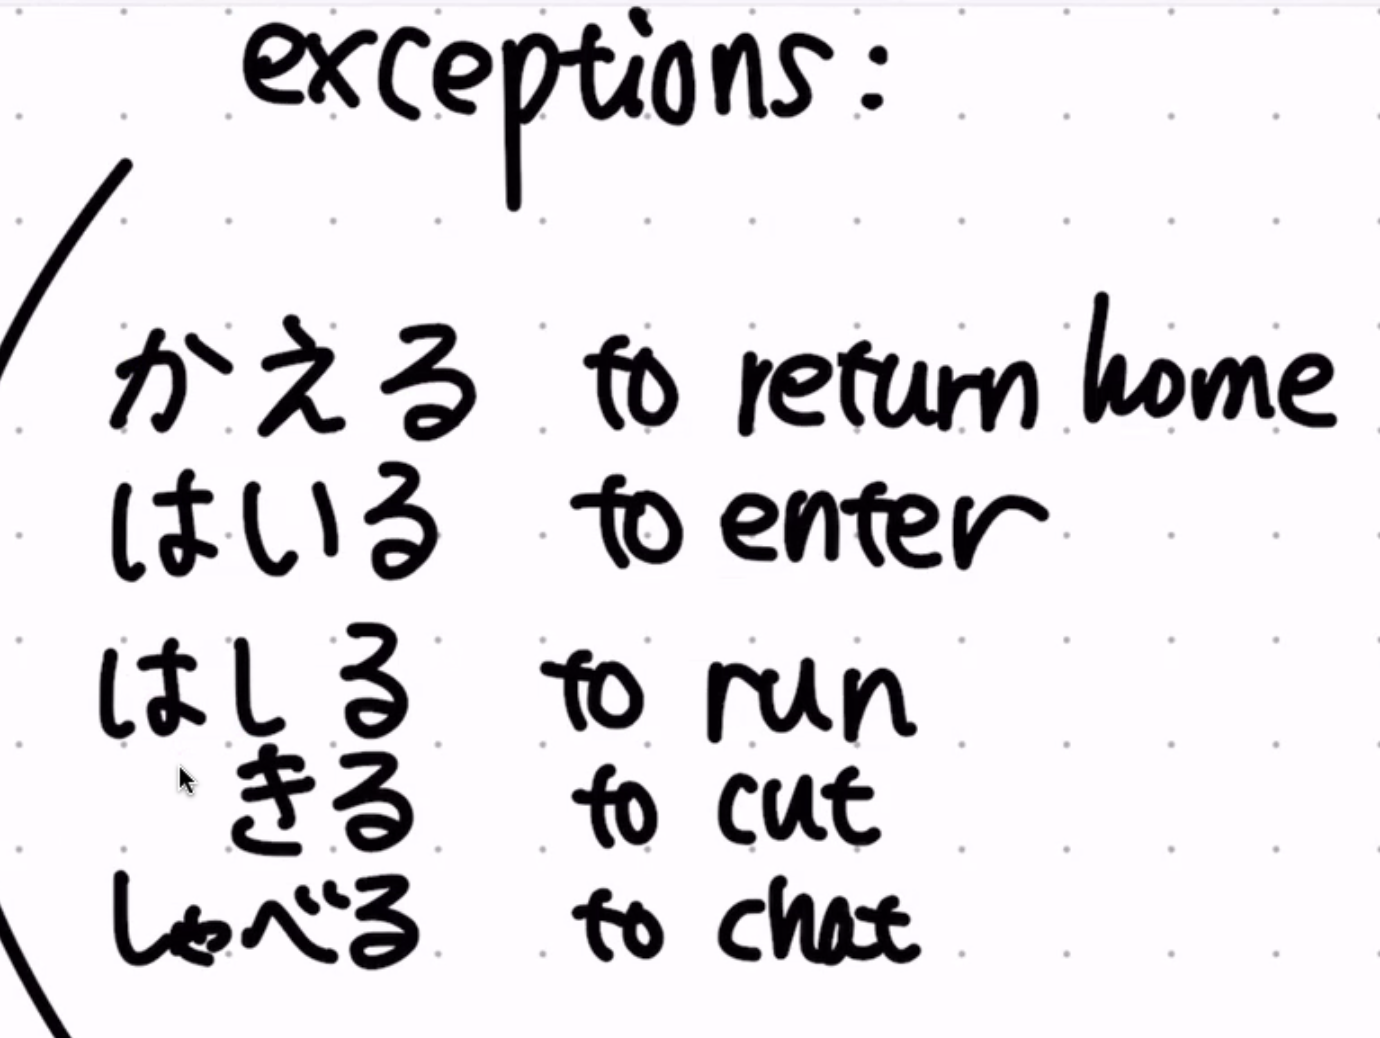 exceptions:
かえる to return home
はいる to enter
はしる to run
きる to cut
しゃべる to chat